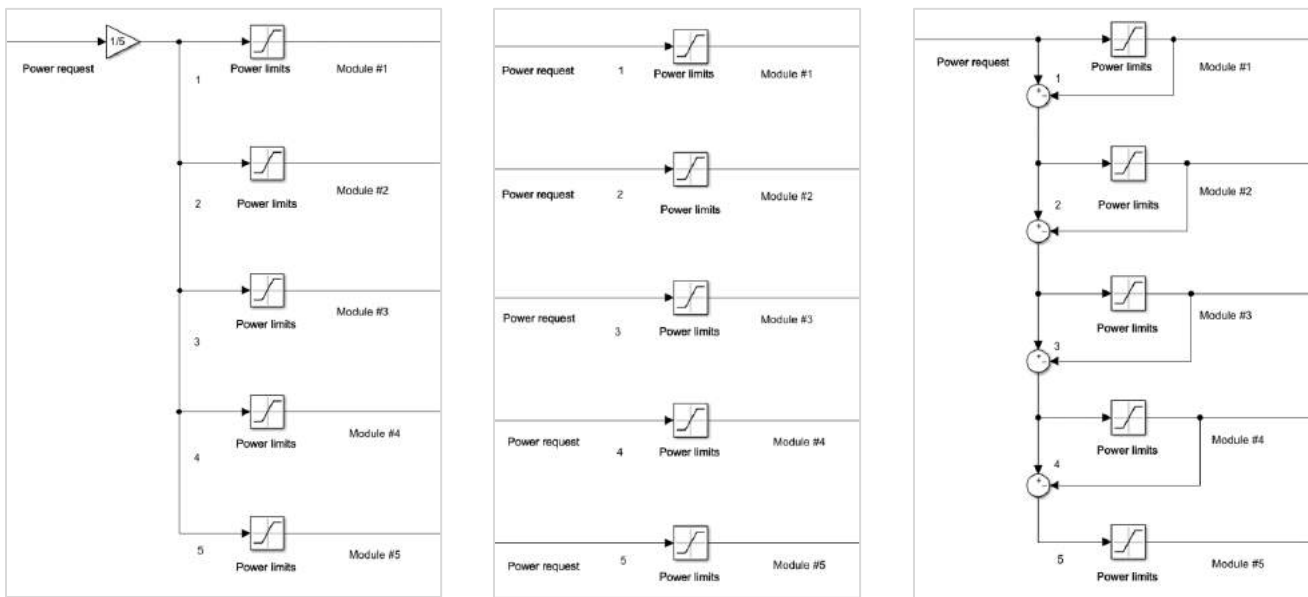 1/5
Power request
Power limits
Module #1
1
Module #2
2
Power limits
Module #3
Power limits
3
Module #4
Power limits
4
Module #5
5
Power limits
Power request
1
Power limits
Module #1
Power request
2
Module #2
Power limits
Power request
3
Module #3
Power limits
Power request
4
Module #4
Power limits
Power request
5
Module #5
Power limits
Power request
Power limits
Module #1
1
+
-
Module #2
2
Power limits
+
-
Module #3
Power limits
3
+
-
Module #4
Power limits
4
+
-
Module #5
5
Power limits